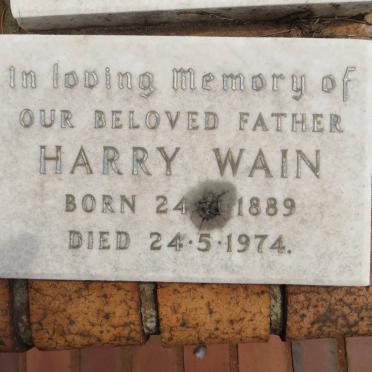 In loving Memory of
OUR BELOVED FATHER
HARRY WAIN
BORN 24 1889
DIED 24·5·1974.